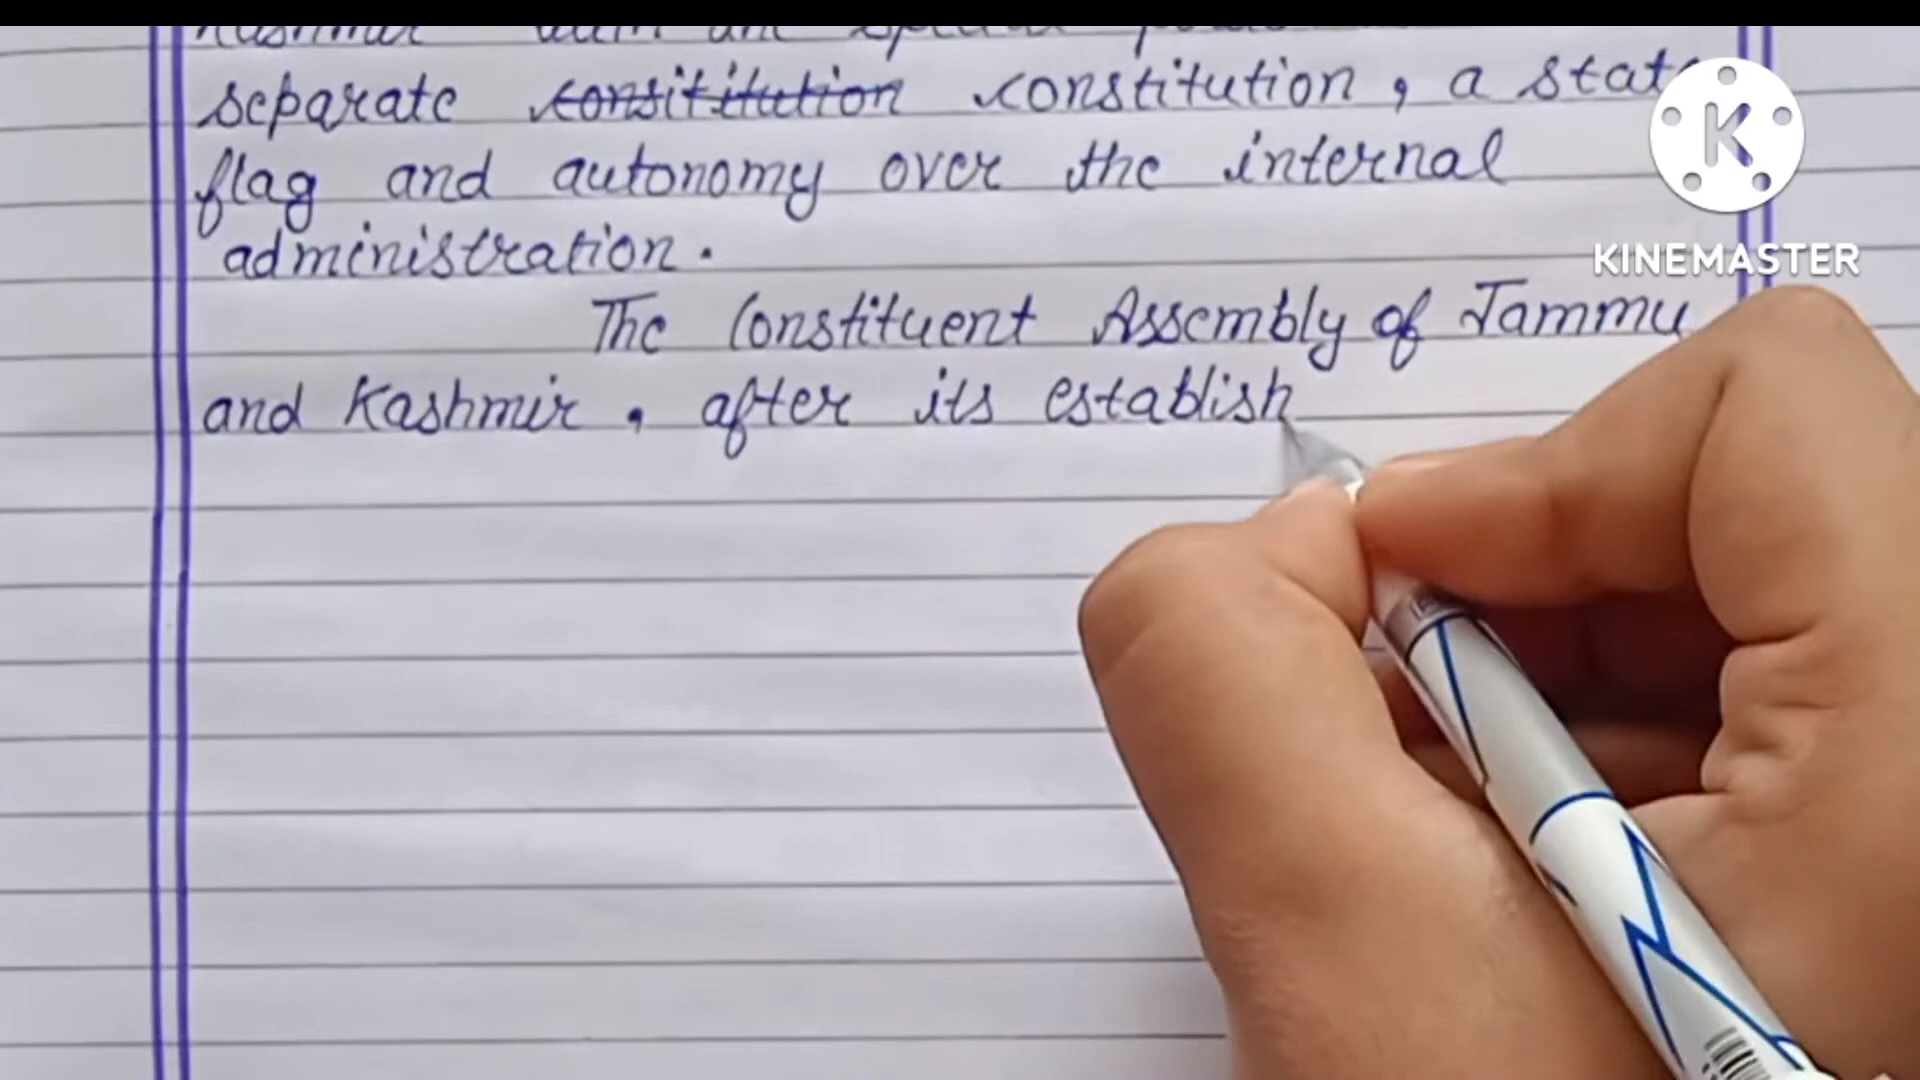 separate consititution constitution, a state
flag and autonomy over the internal
administration.
The Constituent Assembly of Jammu
and Kashmir, after its establish
K
KINEMASTER